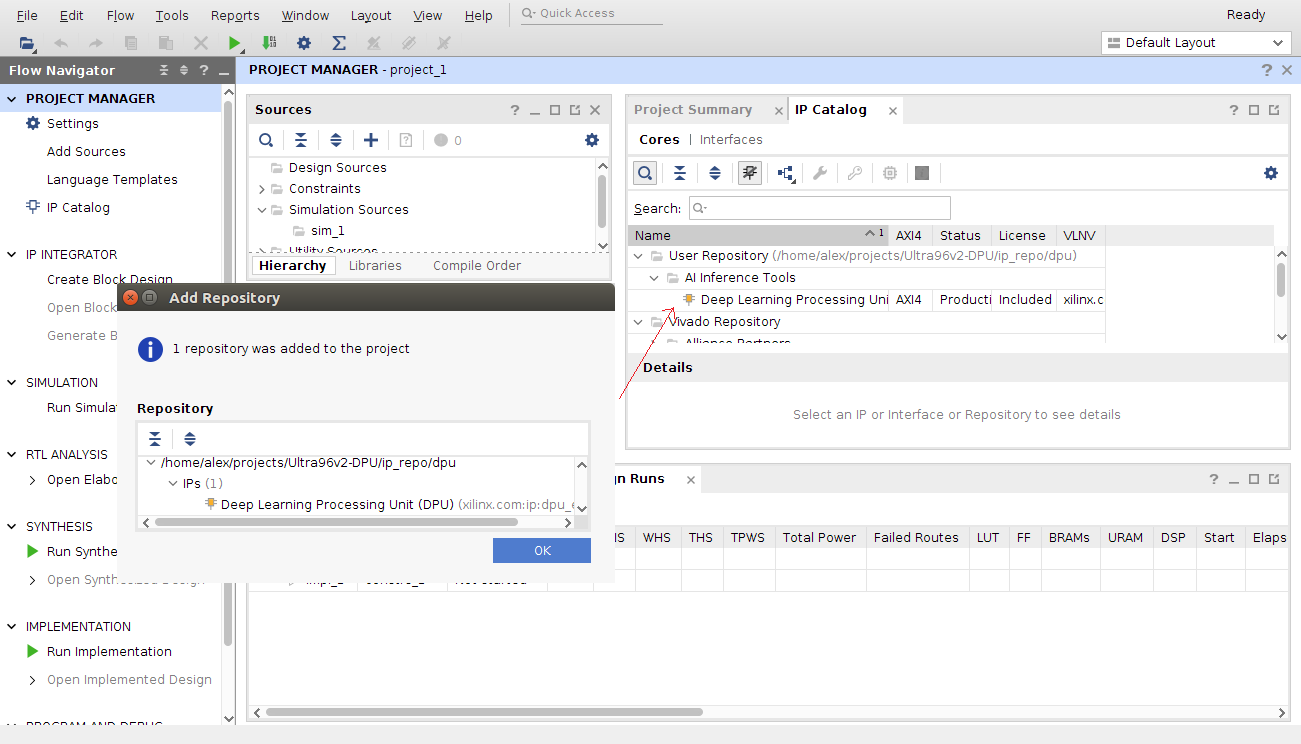 File Edit Flow Tools Reports Window Layout View Help Quick Access Ready
Default Layout
Flow Navigator ? _
PROJECT MANAGER - project_1 ? ×
PROJECT MANAGER
Settings
Add Sources
Language Templates
IP Catalog
IP INTEGRATOR
Create Block Design
Open Block
Generate B
SIMULATION
Run Simula
RTL ANALYSIS
Open Elabo
SYNTHESIS
Run Synthe
Open Synthesized Design
IMPLEMENTATION
Run Implementation
Open Implemented Design
PROGRAM AND DEBUG
Sources
0
Design Sources
Constraints
Simulation Sources
sim_1
Utility Sources
Hierarchy Libraries Compile Order
Project Summary × IP Catalog ×
Cores | Interfaces
Search:
Name 1 AXI4 Status License VLNV
User Repository (/home/alex/projects/Ultra96v2-DPU/ip_repo/dpu)
AI Inference Tools
Deep Learning Processing Uni AXI4 Producti Included xilinx.c
Vivado Repository
Alliance Partners
Details
Select an IP or Interface or Repository to see details
Add Repository
1 repository was added to the project
Repository
/home/alex/projects/Ultra96v2-DPU/ip_repo/dpu
IPs (1)
Deep Learning Processing Unit (DPU) (xilinx.com:ip:dpu_e
OK
gn Runs ×
NS WHS THS TPWS Total Power Failed Routes LUT FF BRAMs URAM DSP Start Elaps
impl_1 constrs_1 Not started